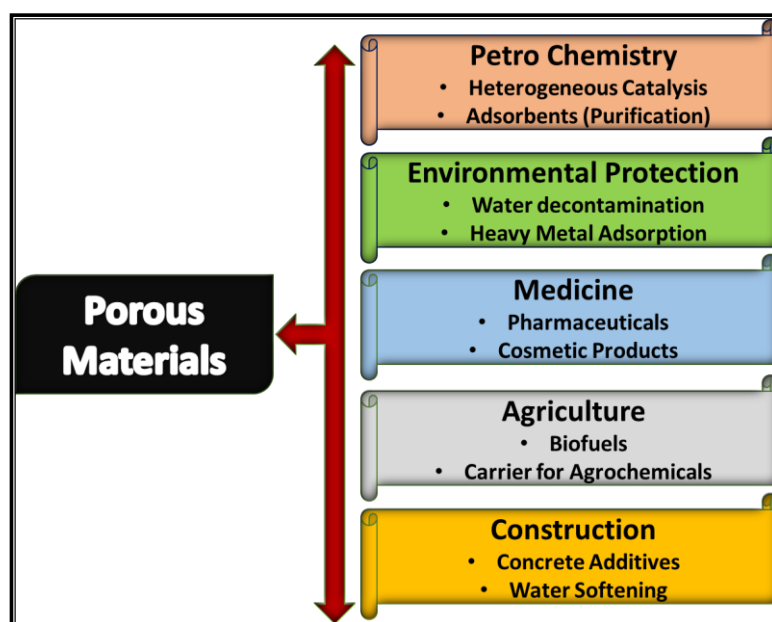 Porous
Materials
Petro Chemistry
• Heterogeneous Catalysis
• Adsorbents (Purification)
Environmental Protection
• Water decontamination
• Heavy Metal Adsorption
Medicine
• Pharmaceuticals
• Cosmetic Products
Agriculture
• Biofuels
• Carrier for Agrochemicals
Construction
• Concrete Additives
• Water Softening